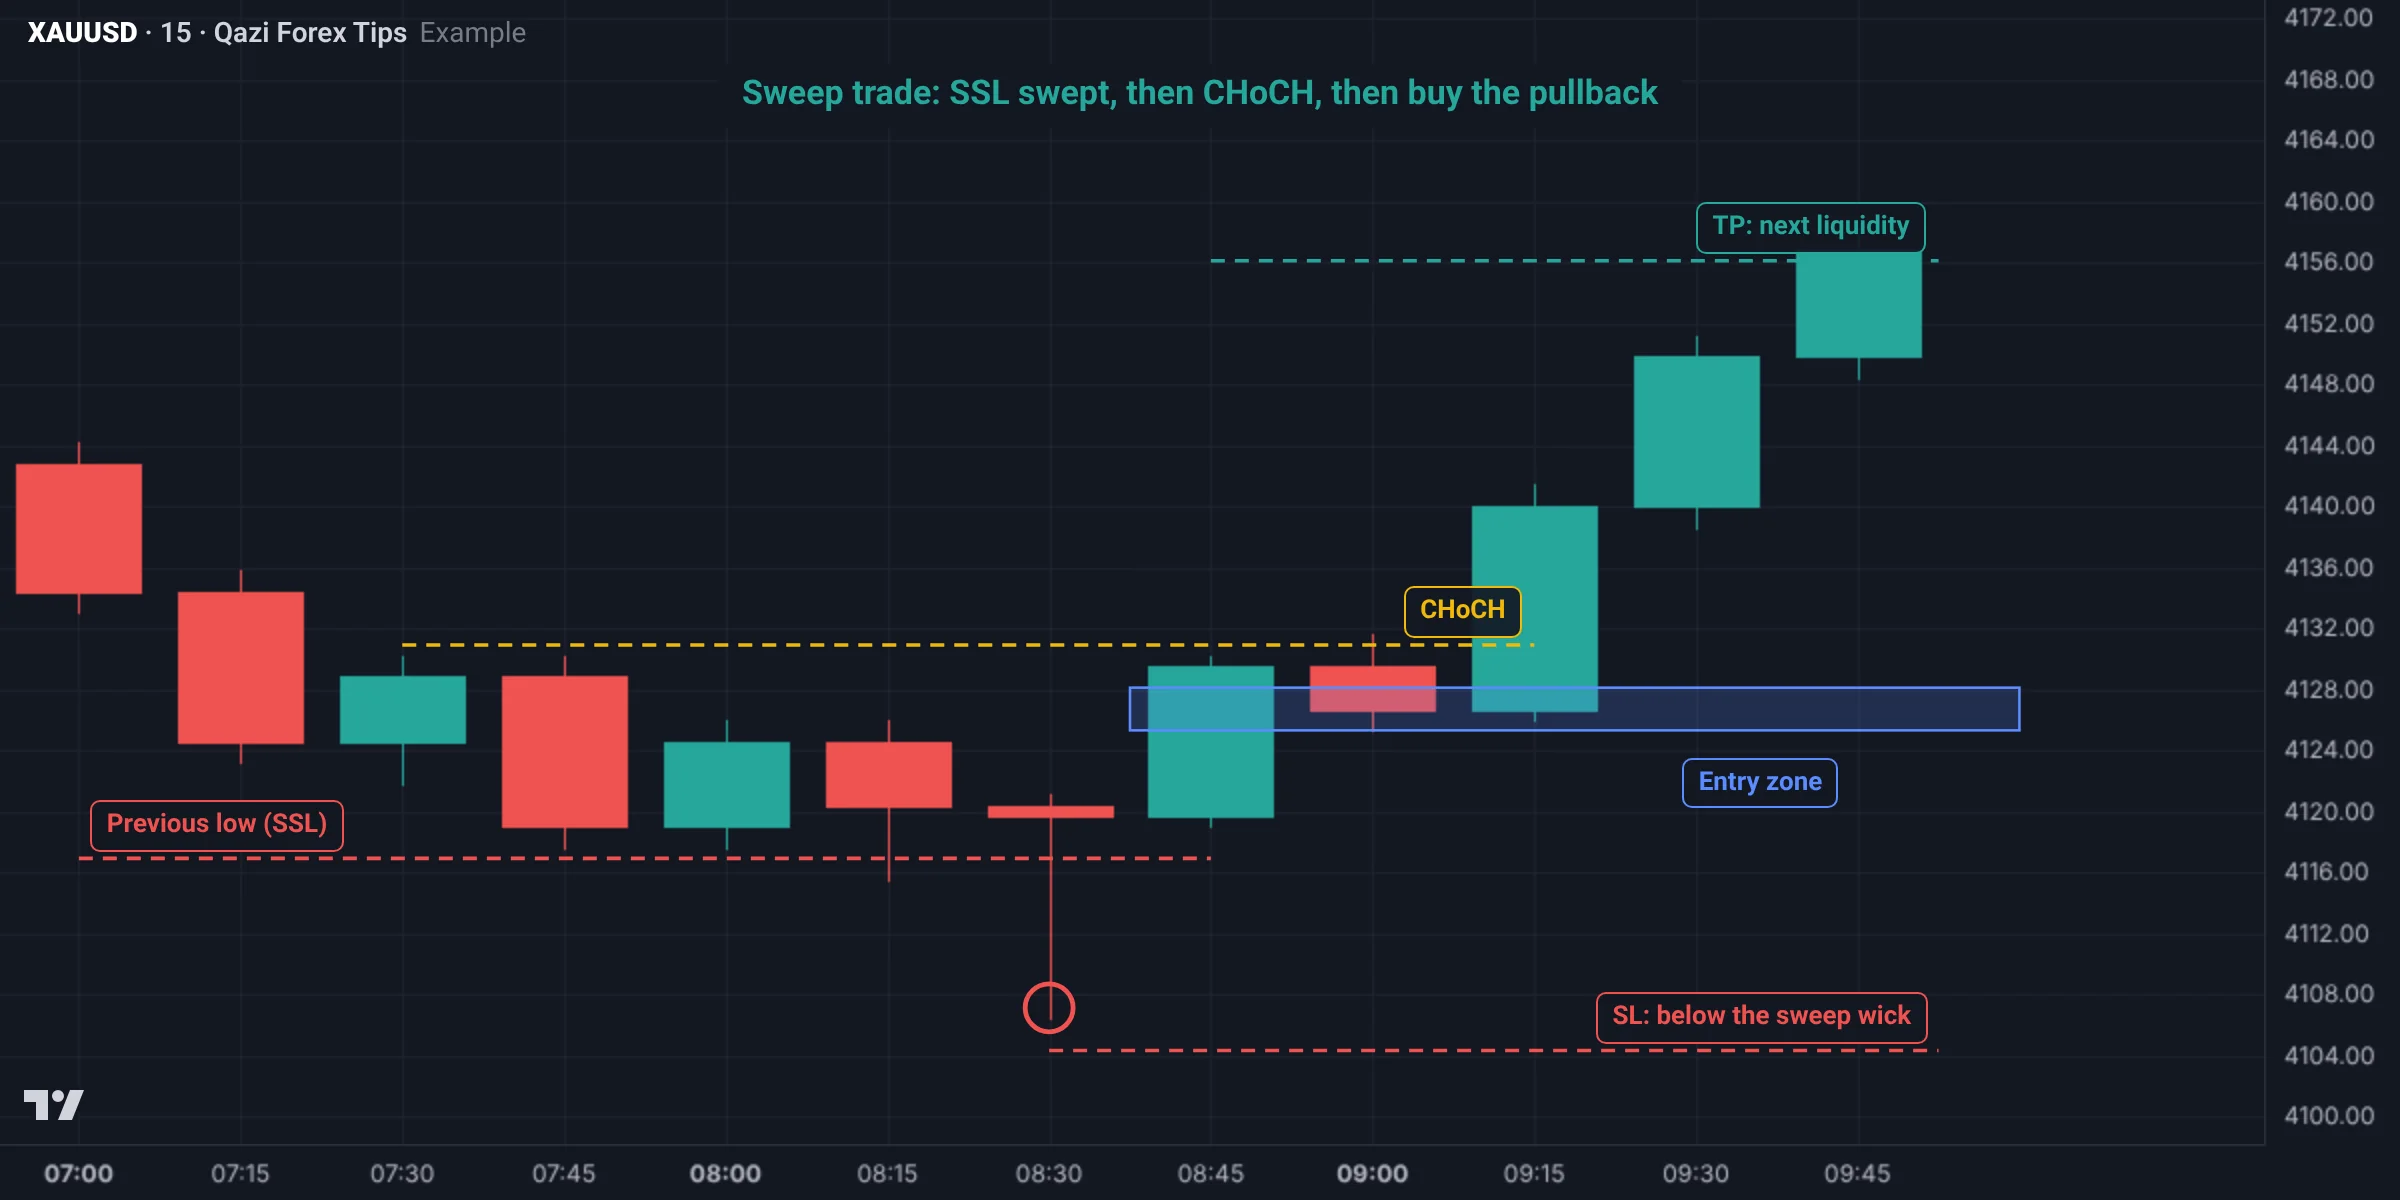 XAUUSD · 15 · Qazi Forex Tips Example
Sweep trade: SSL swept, then CHoCH, then buy the pullback
TP: next liquidity
CHoCH
Entry zone
Previous low (SSL)
SL: below the sweep wick
4172.00
4168.00
4164.00
4160.00
4156.00
4152.00
4148.00
4144.00
4140.00
4136.00
4132.00
4128.00
4124.00
4120.00
4116.00
4112.00
4108.00
4104.00
4100.00
07:00 07:15 07:30 07:45 08:00 08:15 08:30 08:45 09:00 09:15 09:30 09:45